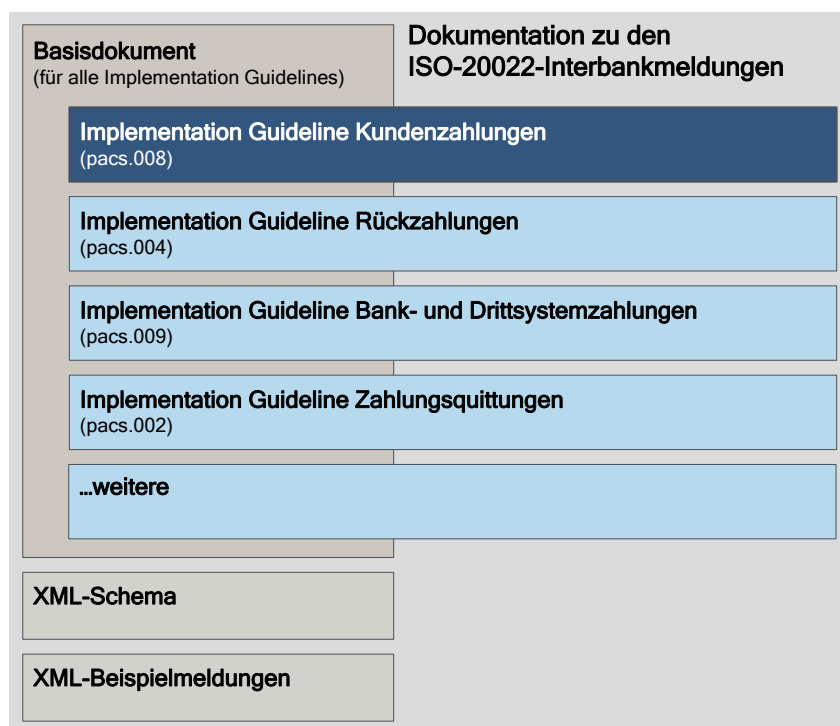 Basisdokument
(für alle Implementation Guidelines)
Dokumentation zu den
ISO-20022-Interbankmeldungen
Implementation Guideline Kundenzahlungen
(pacs.008)
Implementation Guideline Rückzahlungen
(pacs.004)
Implementation Guideline Bank- und Drittsystemzahlungen
(pacs.009)
Implementation Guideline Zahlungsquittungen
(pacs.002)
...weitere
XML-Schema
XML-Beispielmeldungen